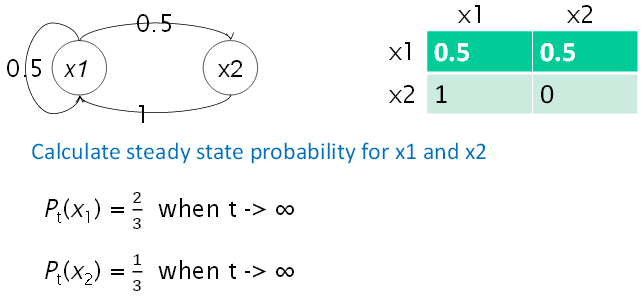 0.5
x1 x2
0.5 x1 x2
1
x1 0.5 0.5
x2 1 0
Calculate steady state probability for x1 and x2
Pₜ(x₁) = 2/3 when t -> ∞
Pₜ(x₂) = 1/3 when t -> ∞